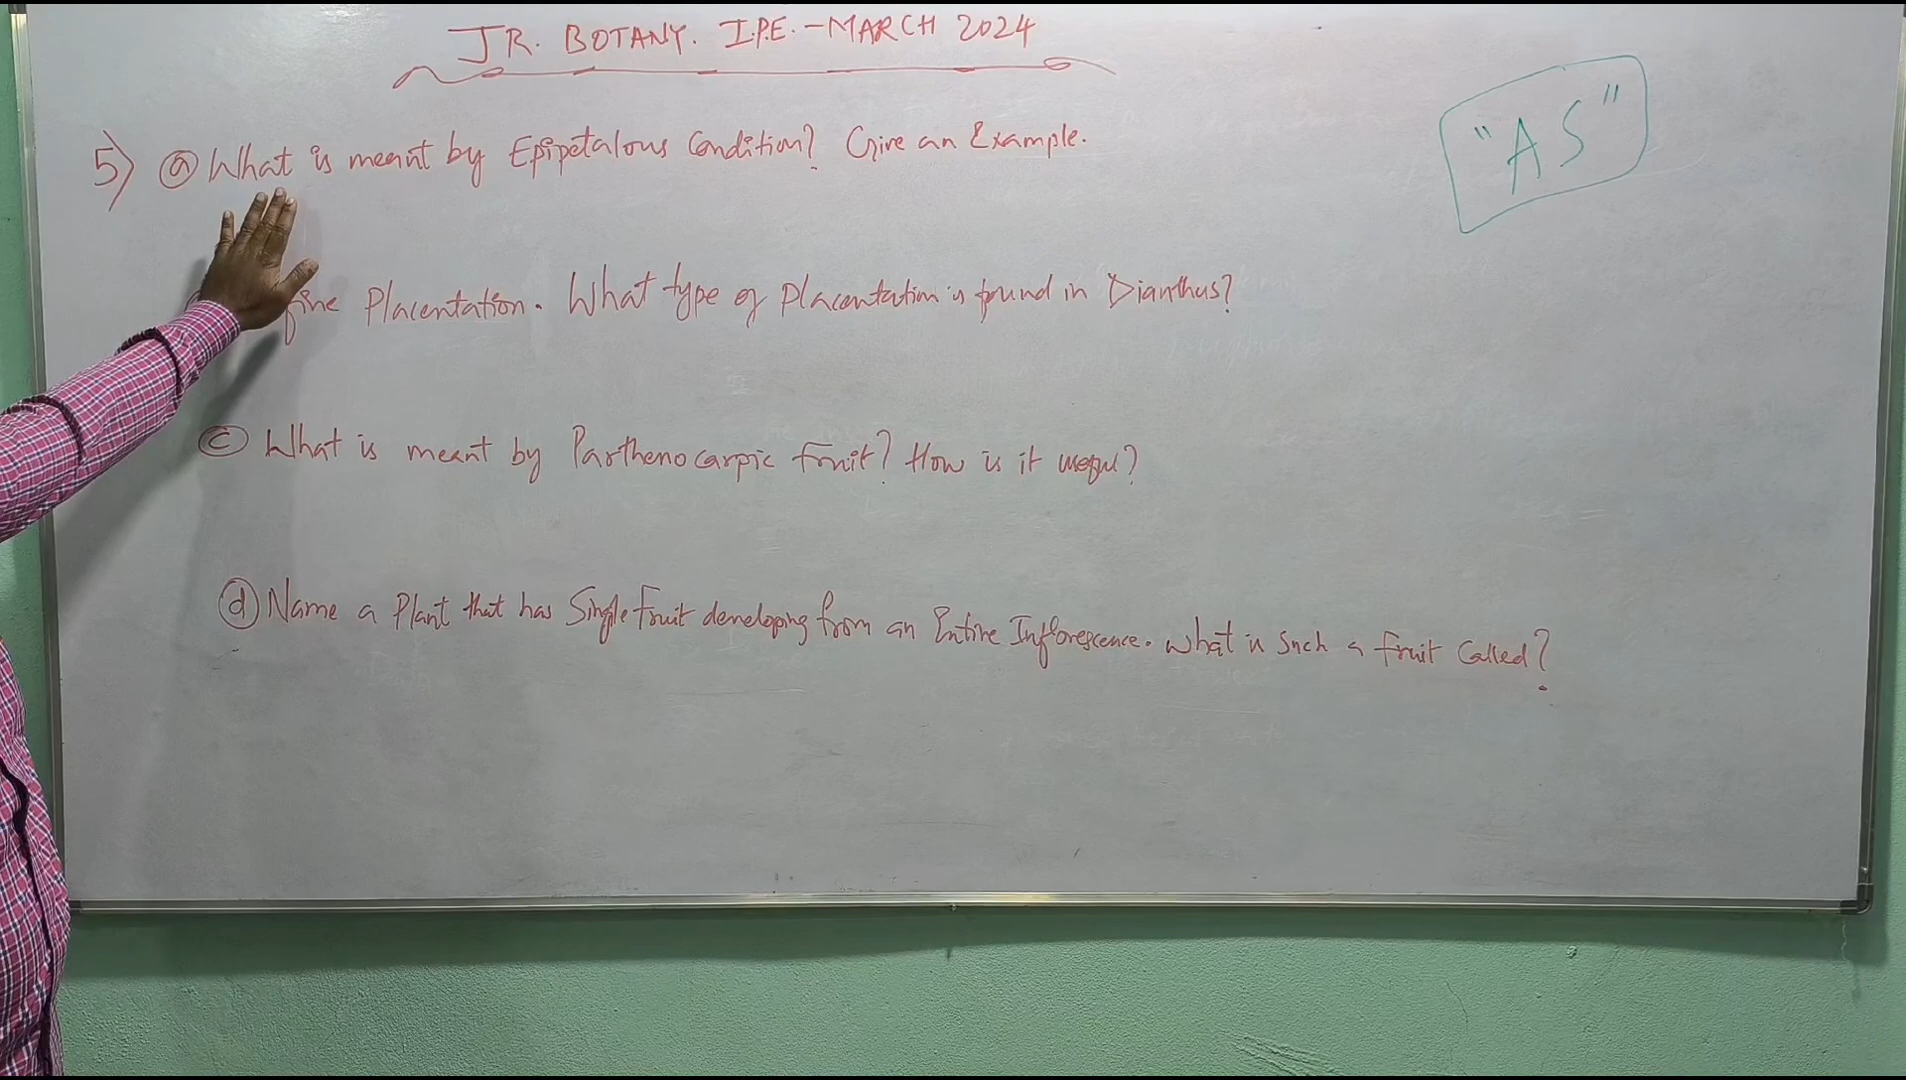 JR. BOTANY. I.P.E. - MARCH 2024
"AS"
5) a What is meant by Epipetalous Condition? Give an Example.
fine Placentation. What type of placentation is found in Dianthus?
c What is meant by Parthenocarpic fruit? How is it useful?
d Name a Plant that has Single Fruit developing from an Entire Inflorescence. What is such a fruit called?